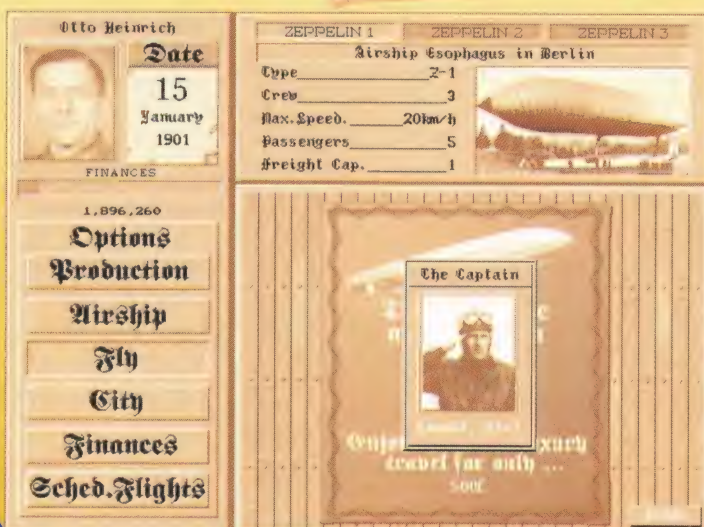 Otto Heinrich
Date
15
January
1901
FINANCES
1,896,260
Options
Production
Airship
Fly
City
Finances
Sched.Flights
ZEPPELIN 1
ZEPPELIN 2
ZEPPELIN 3
Airship Esophagus in Berlin
Type Z-1
Crew 3
Max.Speed. 20km/h
Passengers 5
Freight Cap. 1
The Captain
travel for only ...
500£